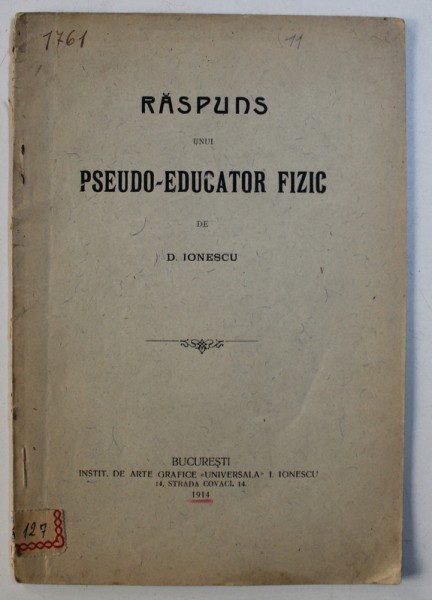 1761
11
RĂSPUNS
UNUI
PSEUDO-EDUCATOR FIZIC
DE
D. IONESCU
BUCUREŞTI
INSTIT. DE ARTE GRAFICE «UNIVERSALA» I. IONESCU
14, STRADA COVACI, 14.
1914
127